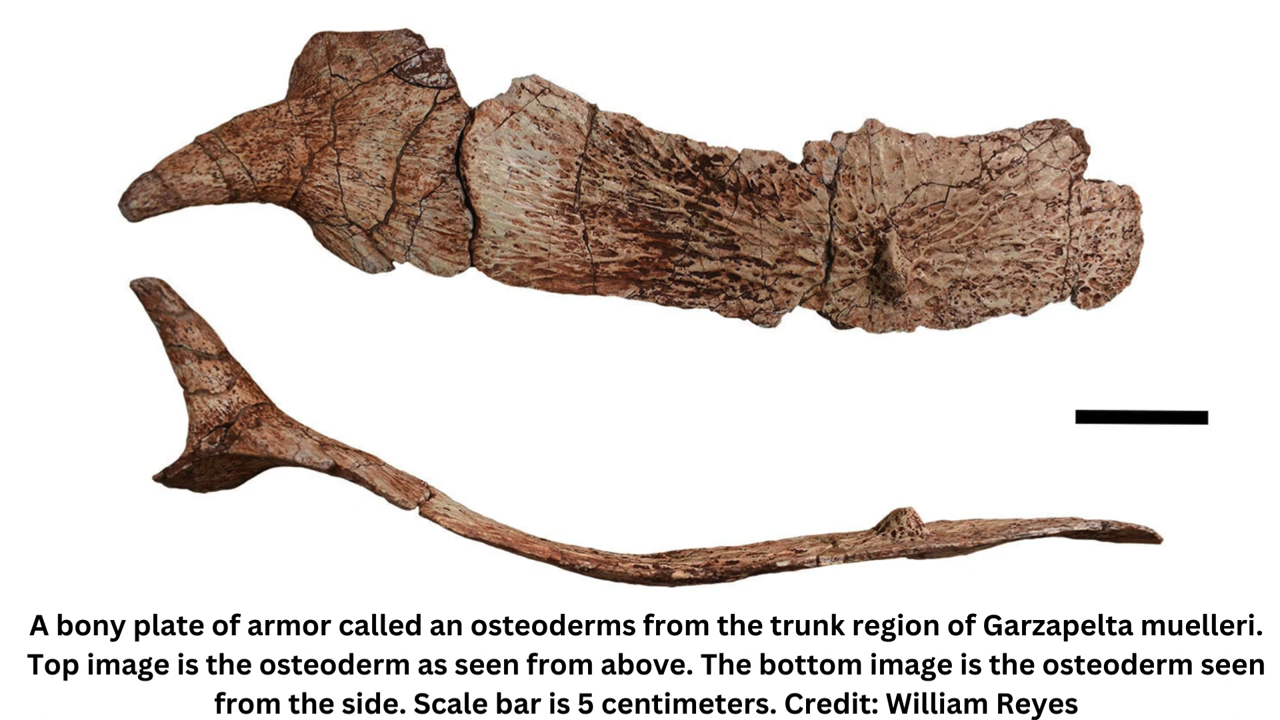 A bony plate of armor called an osteoderms from the trunk region of Garzapelta muelleri.
Top image is the osteoderm as seen from above. The bottom image is the osteoderm seen
from the side. Scale bar is 5 centimeters. Credit: William Reyes